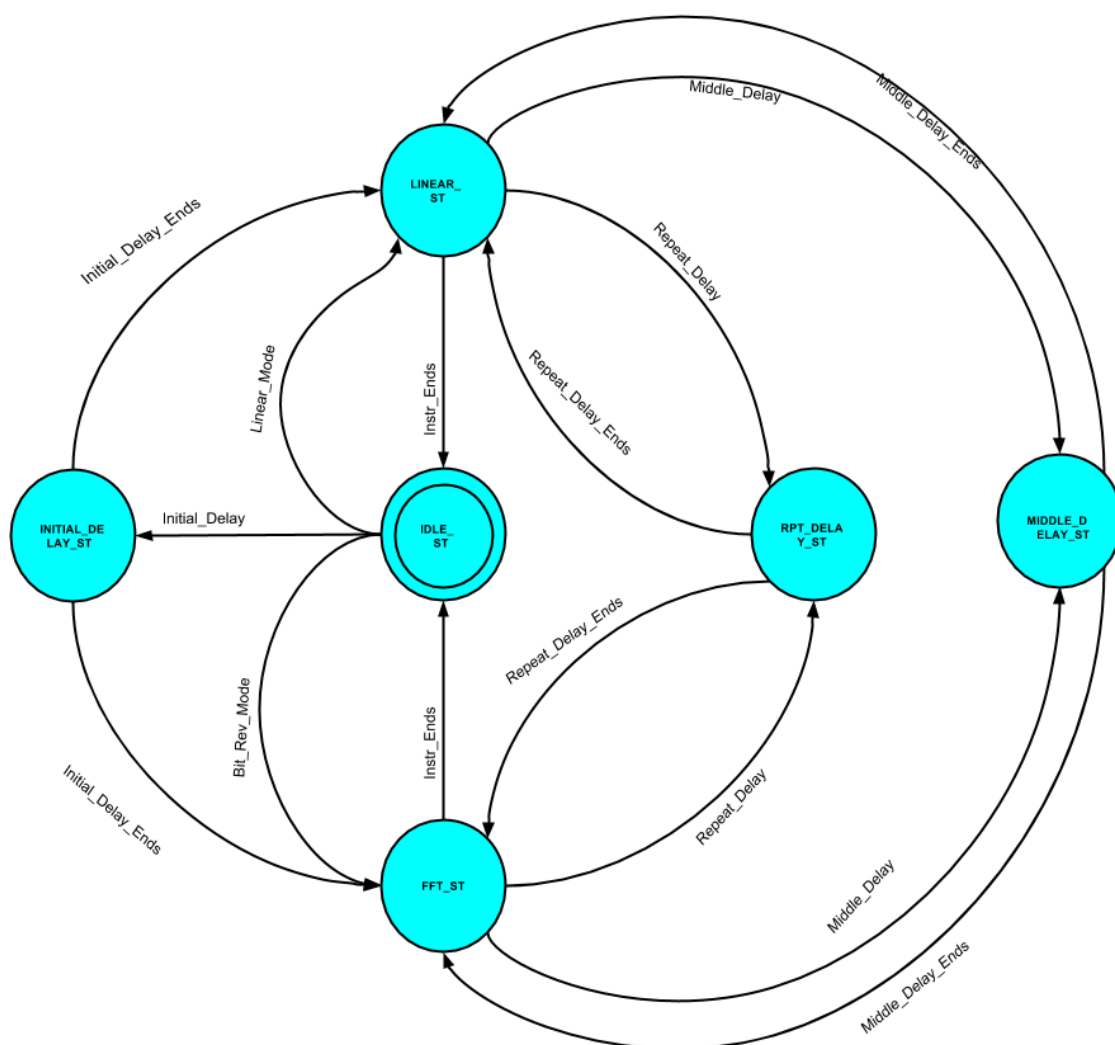 Middle_Delay
Middle_Delay_Ends
LINEAR_
ST
Initial_Delay_Ends
Repeat_Delay
Linear_Mode
Instr_Ends
Repeat_Delay_Ends
INITIAL_DE
LAY_ST
Initial_Delay
IDLE_
ST
RPT_DELA
Y_ST
MIDDLE_D
ELAY_ST
Repeat_Delay_Ends
Bit_Rev_Mode
Instr_Ends
Initial_Delay_Ends
Repeat_Delay
FFT_ST
Middle_Delay
Middle_Delay_Ends